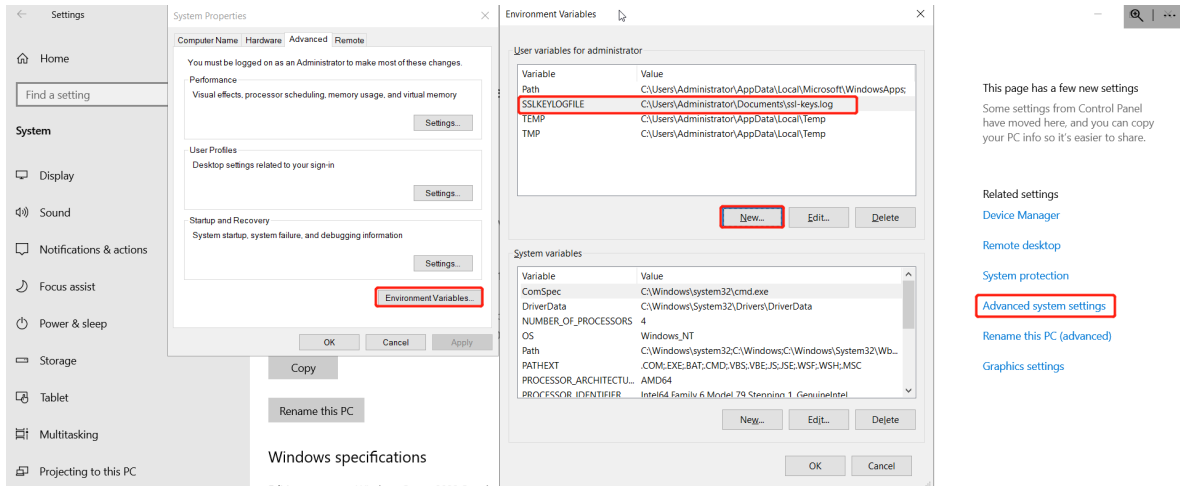 Settings
Home
Find a setting
System
Display
Sound
Notifications & actions
Focus assist
Power & sleep
Storage
Tablet
Multitasking
Projecting to this PC
System Properties
Computer Name Hardware Advanced Remote
You must be logged on as an Administrator to make most of these changes.
Performance
Visual effects, processor scheduling, memory usage, and virtual memory
Settings...
User Profiles
Desktop settings related to your sign-in
Settings...
Startup and Recovery
System startup, system failure, and debugging information
Settings...
Environment Variables...
OK Cancel Apply
Copy
Rename this PC
Windows specifications
Environment Variables
User variables for administrator
Variable Value
Path C:\Users\Administrator\AppData\Local\Microsoft\WindowsApps;
SSLKEYLOGFILE C:\Users\Administrator\Documents\ssl-keys.log
TEMP C:\Users\Administrator\AppData\Local\Temp
TMP C:\Users\Administrator\AppData\Local\Temp
New... Edit... Delete
System variables
Variable Value
ComSpec C:\Windows\system32\cmd.exe
DriverData C:\Windows\System32\Drivers\DriverData
NUMBER_OF_PROCESSORS 4
OS Windows_NT
Path C:\Windows\system32;C:\Windows;C:\Windows\System32\Wb...
PATHEXT .COM;.EXE;.BAT;.CMD;.VBS;.VBE;.JS;.JSE;.WSF;.WSH;.MSC
PROCESSOR_ARCHITECTU... AMD64
PROCESSOR_IDENTIFIER Intel64 Family 6 Model 79 Stepping 1, GenuineIntel
New... Edit... Delete
OK Cancel
This page has a few new settings
Some settings from Control Panel
have moved here, and you can copy
your PC info so it's easier to share.
Related settings
Device Manager
Remote desktop
System protection
Advanced system settings
Rename this PC (advanced)
Graphics settings